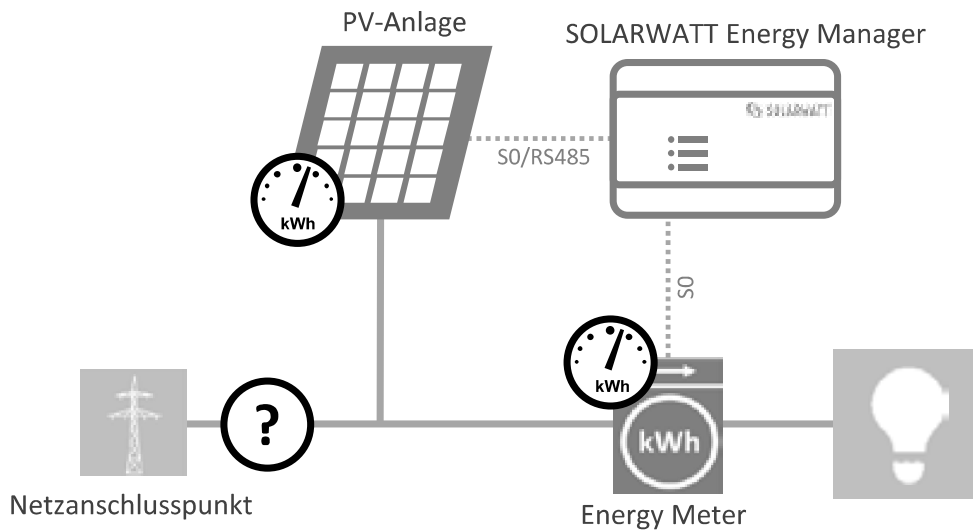 PV-Anlage
SOLARWATT Energy Manager
SOLARWATT
S0/RS485
kWh
S0
kWh
?
kWh
Netzanschlusspunkt
Energy Meter